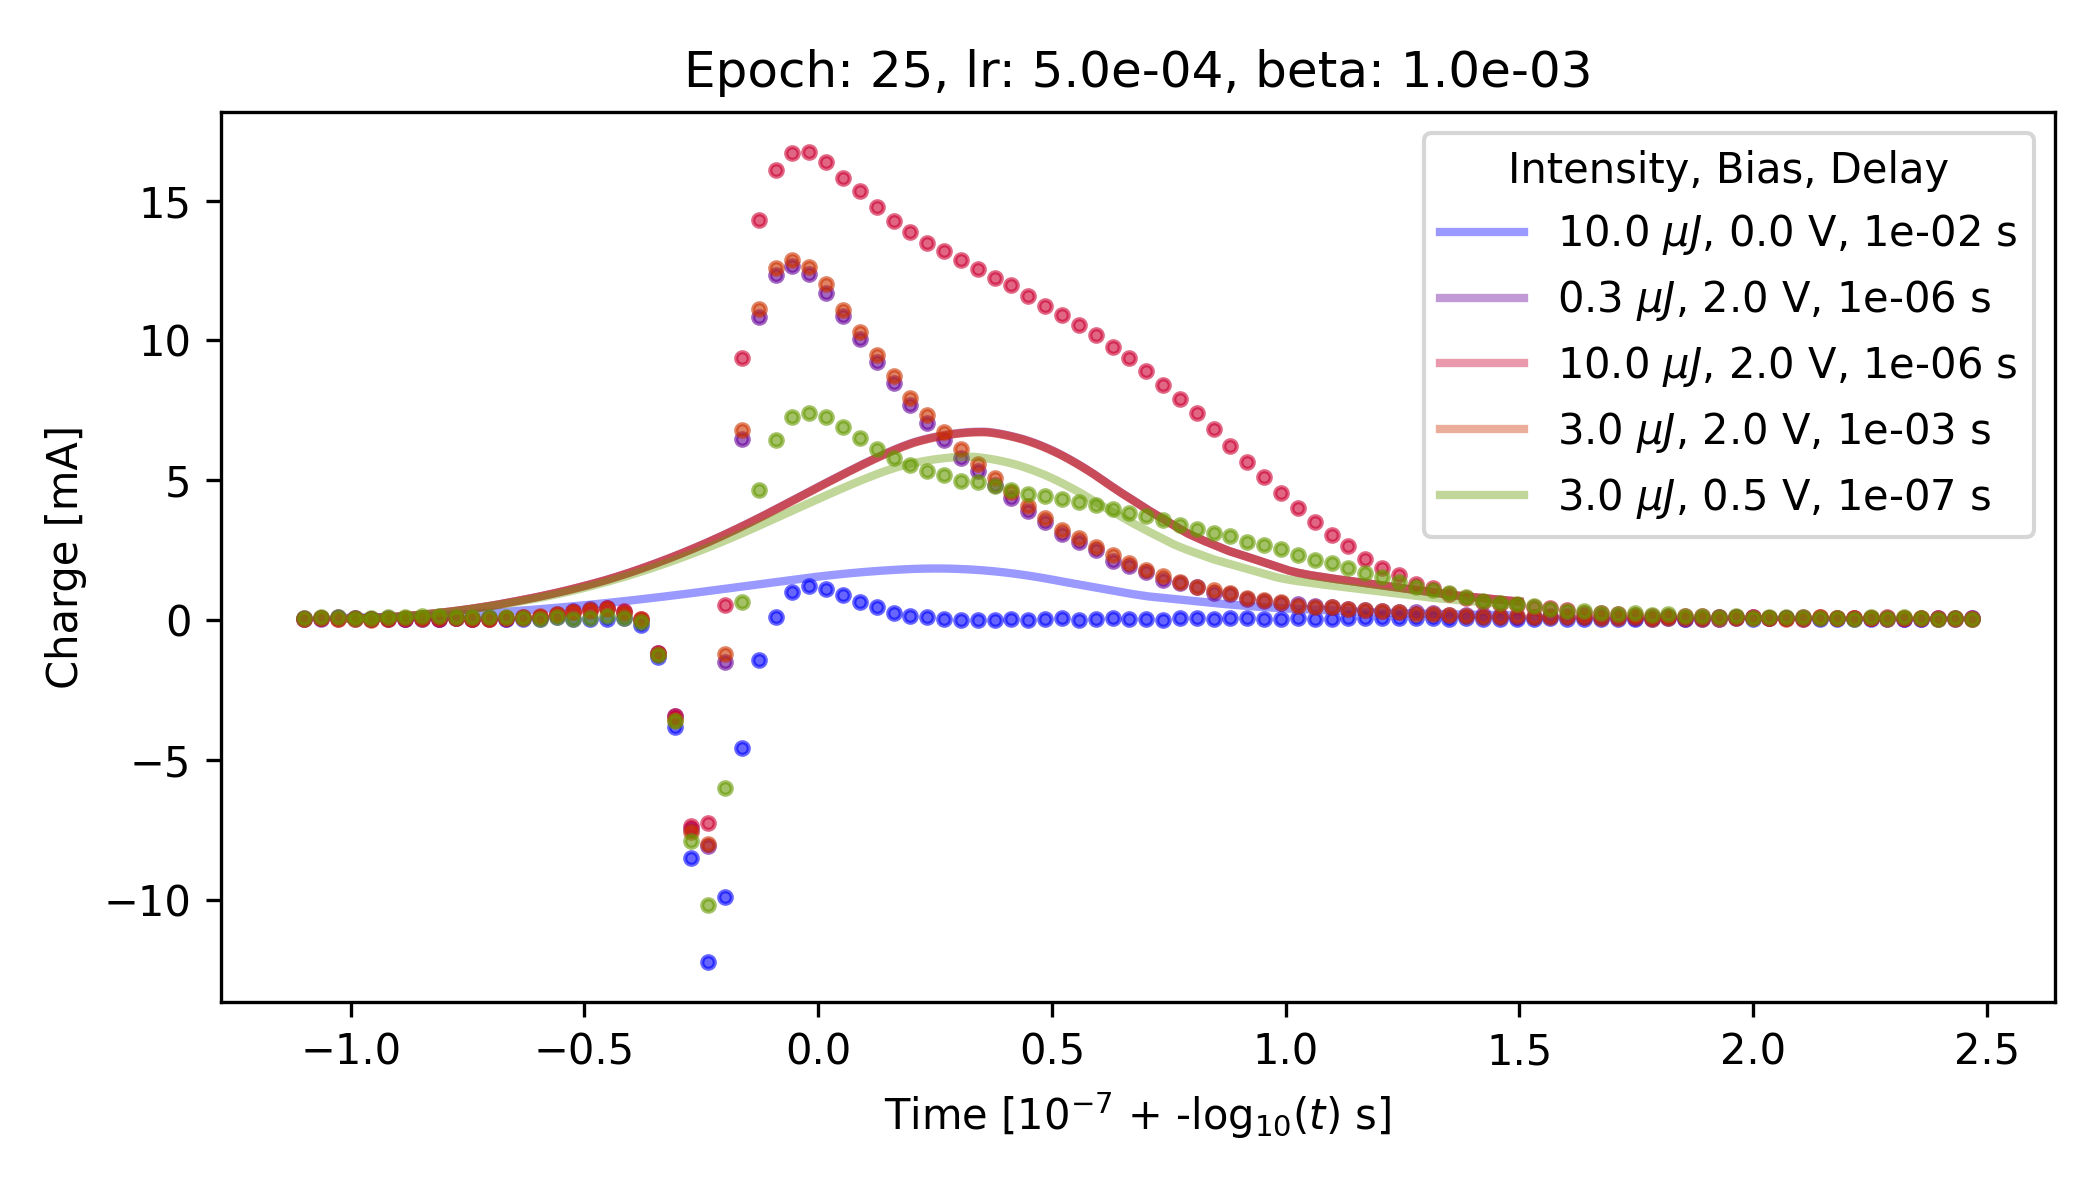 Epoch: 25, lr: 5.0e-04, beta: 1.0e-03
Intensity, Bias, Delay
10.0 μJ, 0.0 V, 1e-02 s
0.3 μJ, 2.0 V, 1e-06 s
10.0 μJ, 2.0 V, 1e-06 s
3.0 μJ, 2.0 V, 1e-03 s
3.0 μJ, 0.5 V, 1e-07 s
Charge [mA]
15
10
5
0
−5
−10
−1.0 −0.5 0.0 0.5 1.0 1.5 2.0 2.5
Time [10⁻⁷ + -log₁₀(t) s]